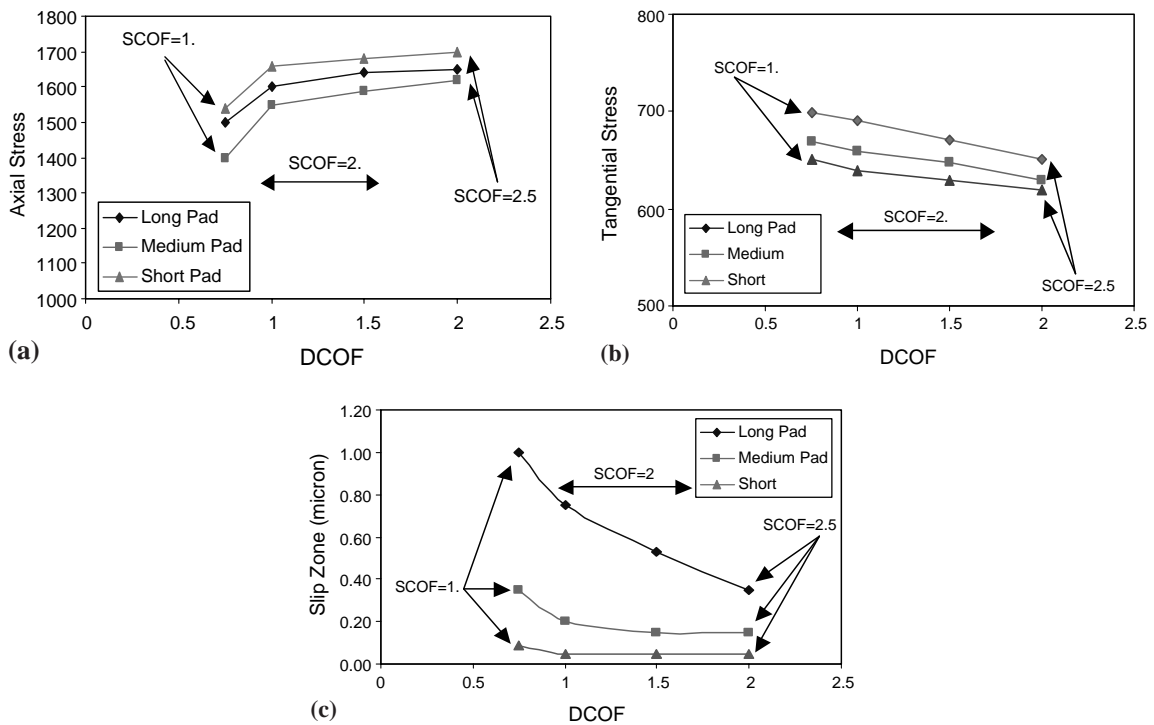 1800
1700
1600
1500
1400
1300
1200
1100
1000
0
0.5
1
1.5
2
2.5
Axial Stress
DCOF
SCOF=1.
SCOF=2.
SCOF=2.5
Long Pad
Medium Pad
Short Pad
(a)
800
700
600
500
0
0.5
1
1.5
2
2.5
Tangential Stress
DCOF
SCOF=1.
SCOF=2.
SCOF=2.5
Long Pad
Medium
Short
(b)
1.20
1.00
0.80
0.60
0.40
0.20
0.00
0
0.5
1
1.5
2
2.5
Slip Zone (micron)
DCOF
SCOF=1.
SCOF=2
SCOF=2.5
Long Pad
Medium Pad
Short
(c)